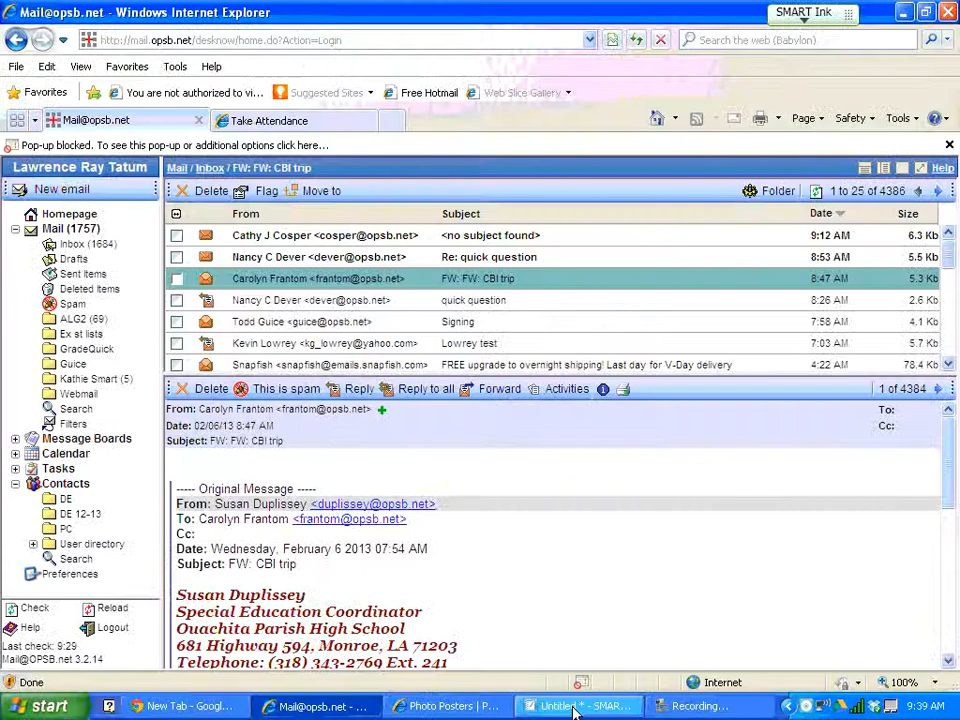 Mail@opsb.net - Windows Internet Explorer
SMART Ink
http://mail.opsb.net/desknow/home.do?Action=Login
Search the web (Babylon)
File Edit View Favorites Tools Help
Favorites You are not authorized to vi... Suggested Sites Free Hotmail Web Slice Gallery
Mail@opsb.net Take Attendance Page Safety Tools
Pop-up blocked. To see this pop-up or additional options click here...
Lawrence Ray Tatum
Mail / Inbox / FW: FW: CBI trip Help
New email
Delete Flag Move to Folder 1 to 25 of 4386
From Subject Date Size
Cathy J Cosper <cosper@opsb.net> <no subject found> 9:12 AM 6.3 Kb
Nancy C Dever <dever@opsb.net> Re: quick question 8:53 AM 5.5 Kb
Carolyn Frantom <frantom@opsb.net> FW: FW: CBI trip 8:47 AM 5.3 Kb
Nancy C Dever <dever@opsb.net> quick question 8:26 AM 2.6 Kb
Todd Guice <guice@opsb.net> Signing 7:58 AM 4.1 Kb
Kevin Lowrey <kg_lowrey@yahoo.com> Lowrey test 7:03 AM 5.7 Kb
Snapfish <snapfish@emails.snapfish.com> FREE upgrade to overnight shipping! Last day for V-Day delivery 4:22 AM 78.4 Kb
Homepage
Mail (1757)
Inbox (1684)
Drafts
Sent items
Deleted items
Spam
ALG2 (69)
Ex st lists
GradeQuick
Guice
Kathie Smart (5)
Webmail
Search
Filters
Message Boards
Calendar
Tasks
Contacts
DE
DE 12-13
PC
User directory
Search
Preferences
Check Reload
Help Logout
Last check: 9:29
Mail@OPSB.net 3.2.14
Delete This is spam Reply Reply to all Forward Activities 1 of 4384
From: Carolyn Frantom <frantom@opsb.net> To:
Date: 02/06/13 8:47 AM Cc:
Subject: FW: FW: CBI trip
----- Original Message -----
From: Susan Duplissey <duplissey@opsb.net>
To: Carolyn Frantom <frantom@opsb.net>
Cc:
Date: Wednesday, February 6 2013 07:54 AM
Subject: FW: CBI trip
Susan Duplissey
Special Education Coordinator
Ouachita Parish High School
681 Highway 594, Monroe, LA 71203
Telephone: (318) 343-2769 Ext. 241
Done Internet 100%
start New Tab - Googl... Mail@opsb.net - ... Photo Posters | P... Untitled * - SMAR... Recording... 9:39 AM